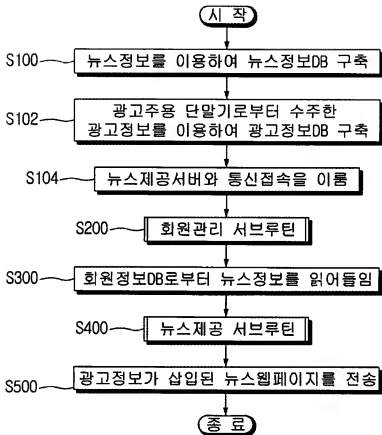 시 작
S100
뉴스정보를 이용하여 뉴스정보DB 구축
S102
광고주용 단말기로부터 수주한
광고정보를 이용하여 광고정보DB 구축
S104
뉴스제공서버와 통신접속을 이룸
S200
회원관리 서브루틴
S300
회원정보DB로부터 뉴스정보를 읽어들임
S400
뉴스제공 서브루틴
S500
광고정보가 삽입된 뉴스웹페이지를 전송
종 료